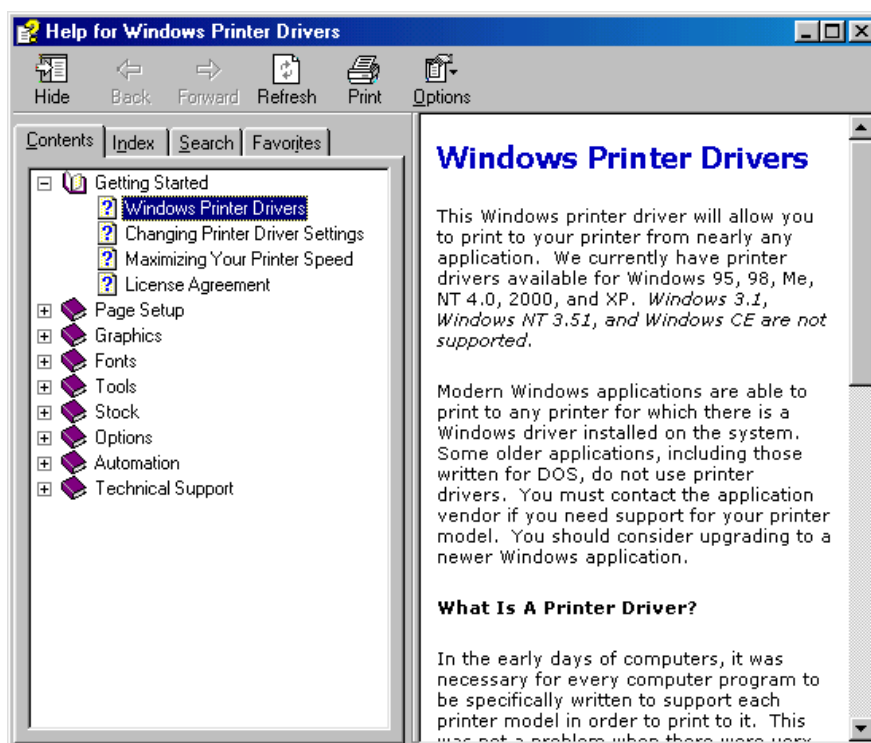 Help for Windows Printer Drivers
Hide Back Forward Refresh Print Options
Contents Index Search Favorites
Getting Started
Windows Printer Drivers
Changing Printer Driver Settings
Maximizing Your Printer Speed
License Agreement
Page Setup
Graphics
Fonts
Tools
Stock
Options
Automation
Technical Support
Windows Printer Drivers
This Windows printer driver will allow you
to print to your printer from nearly any
application. We currently have printer
drivers available for Windows 95, 98, Me,
NT 4.0, 2000, and XP. Windows 3.1,
Windows NT 3.51, and Windows CE are not
supported.
Modern Windows applications are able to
print to any printer for which there is a
Windows driver installed on the system.
Some older applications, including those
written for DOS, do not use printer
drivers. You must contact the application
vendor if you need support for your printer
model. You should consider upgrading to a
newer Windows application.
What Is A Printer Driver?
In the early days of computers, it was
necessary for every computer program to
be specifically written to support each
printer model in order to print to it. This
was not a problem when there were very